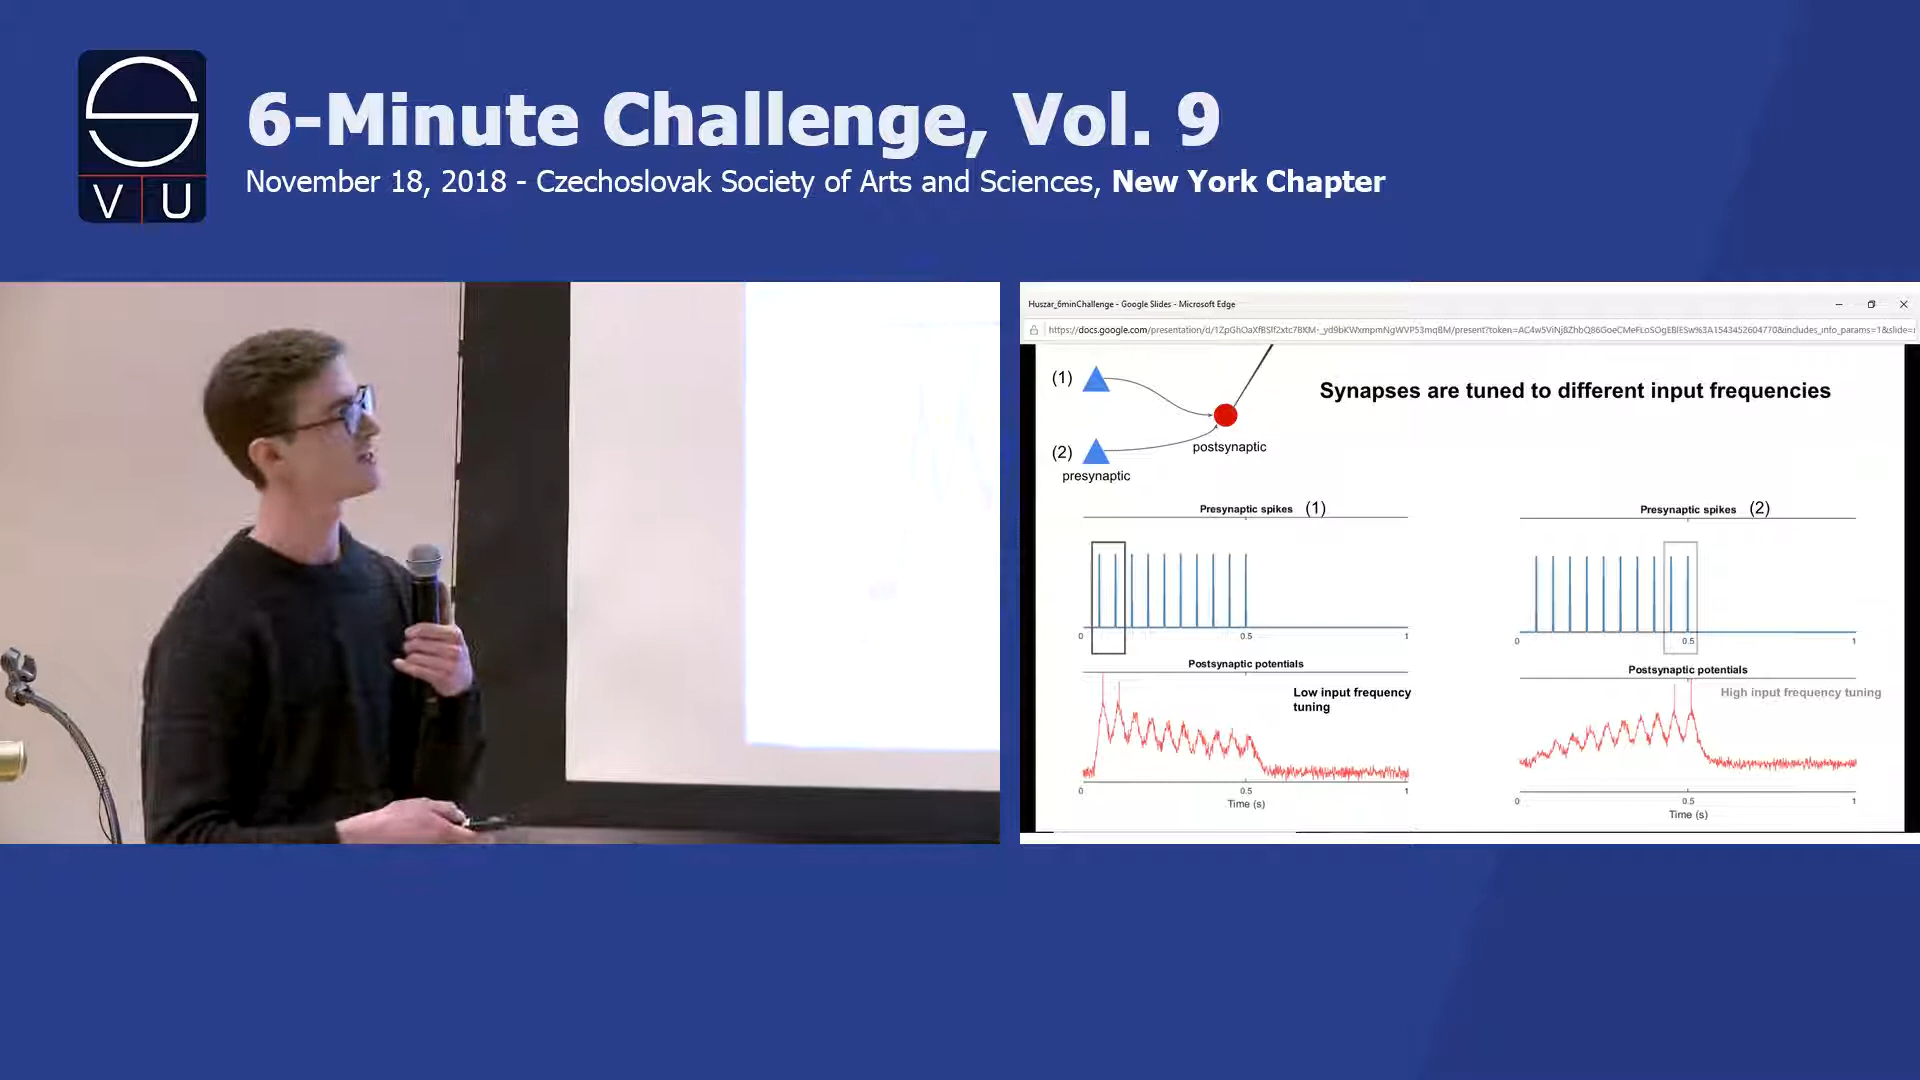 S
V U
6-Minute Challenge, Vol. 9
November 18, 2018 - Czechoslovak Society of Arts and Sciences, New York Chapter
Huszar_6minChallenge - Google Slides - Microsoft Edge
(1)
(2)
presynaptic
postsynaptic
Synapses are tuned to different input frequencies
Presynaptic spikes (1)
0 0.5 1
Postsynaptic potentials
Low input frequency
tuning
0 0.5 1
Time (s)
Presynaptic spikes (2)
0 0.5 1
Postsynaptic potentials
High input frequency tuning
0 0.5 1
Time (s)